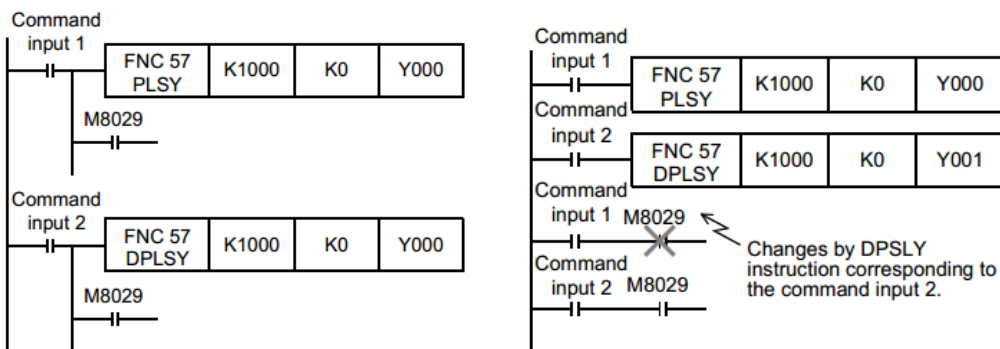 Command
input 1
FNC 57
PLSY
K1000
K0
Y000
M8029
Command
input 2
FNC 57
DPLSY
K1000
K0
Y000
M8029
Command
input 1
FNC 57
PLSY
K1000
K0
Y000
Command
input 2
FNC 57
DPLSY
K1000
K0
Y001
Command
input 1
M8029
Changes by DPSLY
instruction corresponding to
the command input 2.
Command
input 2
M8029